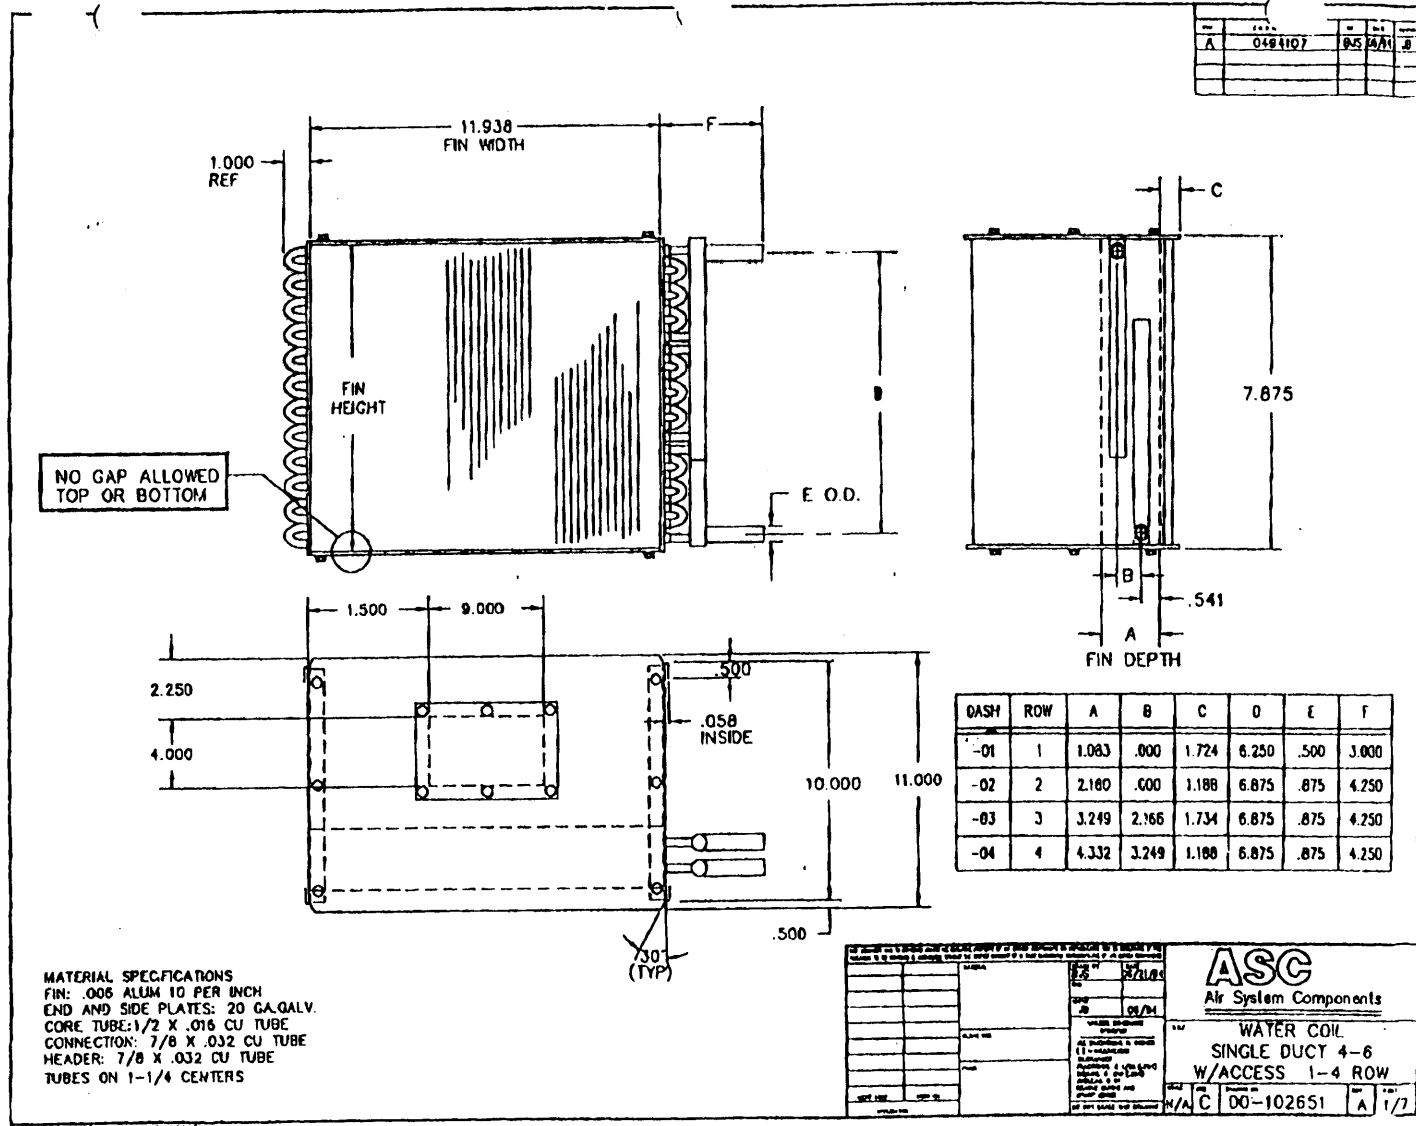 A 0494107 BJS
11.938
FIN WIDTH
F
1.000
REF
C
FIN
HEIGHT
7.875
NO GAP ALLOWED
TOP OR BOTTOM
E O.D.
B
.541
A
FIN DEPTH
1.500
9.000
2.250
.500
4.000
.058
INSIDE
10.000
11.000
.500
30°
(TYP)
DASH ROW A B C D E F
-01 1 1.083 .000 1.724 6.250 .500 3.000
-02 2 2.160 .000 1.188 6.875 .875 4.250
-03 3 3.249 2.166 1.734 6.875 .875 4.250
-04 4 4.332 3.249 1.188 6.875 .875 4.250
MATERIAL SPECIFICATIONS
FIN: .006 ALUM 10 PER INCH
END AND SIDE PLATES: 20 GA.GALV.
CORE TUBE:1/2 X .016 CU TUBE
CONNECTION: 7/8 X .032 CU TUBE
HEADER: 7/8 X .032 CU TUBE
TUBES ON 1-1/4 CENTERS
ASC
Air System Components
WATER COIL
SINGLE DUCT 4-6
W/ACCESS 1-4 ROW
N/A C 00-102651 A 1/7